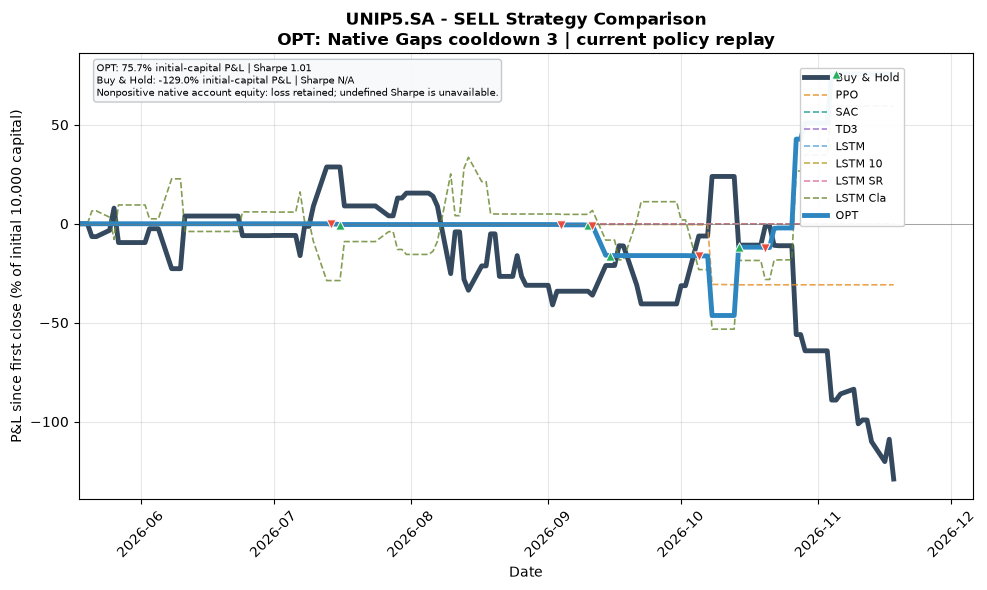 UNIP5.SA - SELL Strategy Comparison
OPT: Native Gaps cooldown 3 | current policy replay
OPT: 75.7% initial-capital P&L | Sharpe 1.01
Buy & Hold: -129.0% initial-capital P&L | Sharpe N/A
Nonpositive native account equity: loss retained; undefined Sharpe is unavailable.
Buy & Hold
PPO
SAC
TD3
LSTM
LSTM 10
LSTM SR
LSTM Cla
OPT
P&L since first close (% of initial 10,000 capital)
50
0
−50
−100
2026-06
2026-07
2026-08
2026-09
2026-10
2026-11
2026-12
Date